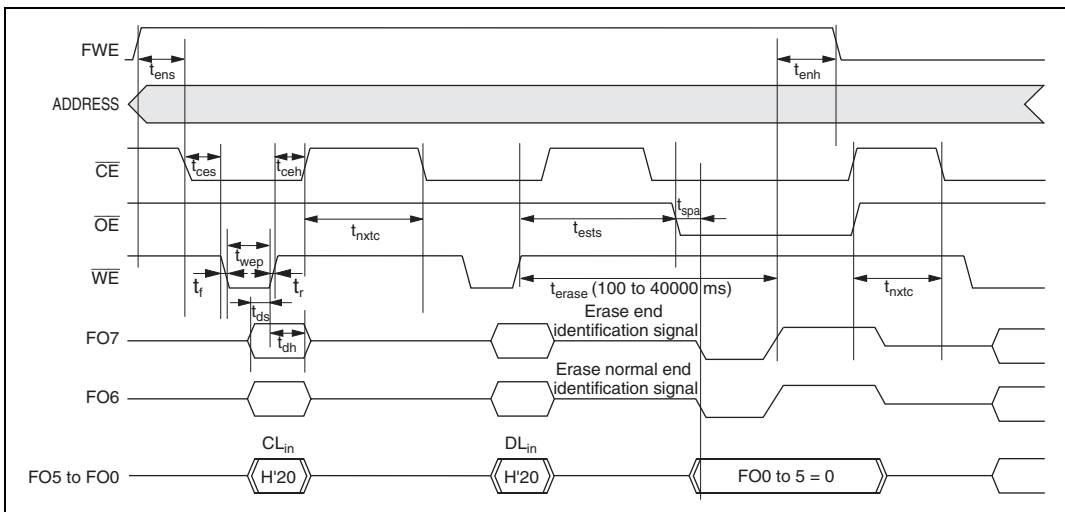 FWE
tens
tenh
ADDRESS
CE
tces
tceh
OE
tnxtc
tests
tspa
WE
twep
tf
tr
terase (100 to 40000 ms)
tnxtc
tds
tdh
FO7
Erase end
identification signal
FO6
Erase normal end
identification signal
CLin
DLin
FO5 to FO0
H'20
H'20
FO0 to 5 = 0